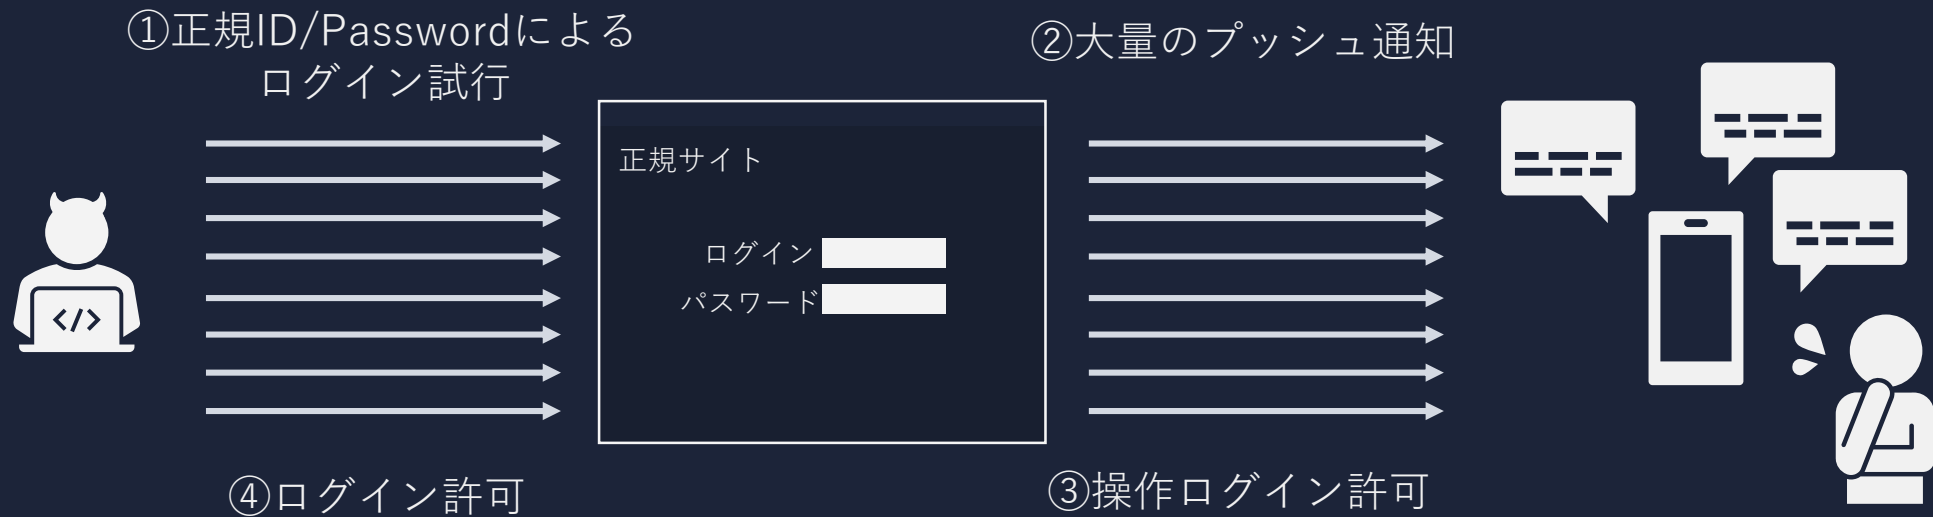 ①正規ID/Passwordによる
ログイン試行
②大量のプッシュ通知
正規サイト
ログイン
パスワード
④ログイン許可
③操作ログイン許可